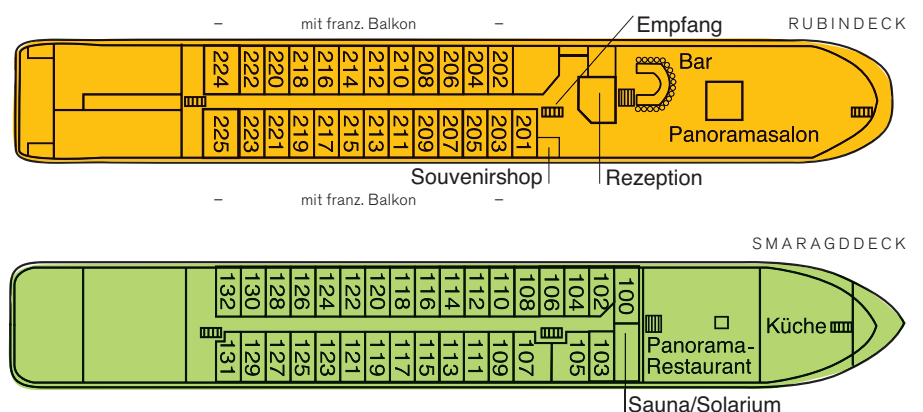 – mit franz. Balkon –
Empfang
RUBINDECK
224 222 220 218 216 214 212 210 208 206 204 202
Bar
Panoramasalon
225 223 221 219 217 215 213 211 209 207 205 203 201
Souvenirshop
Rezeption
– mit franz. Balkon –
SMARAGDDECK
132 130 128 126 124 122 120 118 116 114 112 110 108 106 104 102 100
Küche
Panorama-
Restaurant
131 129 127 125 123 121 119 117 115 113 111 109 107 105 103
Sauna/Solarium